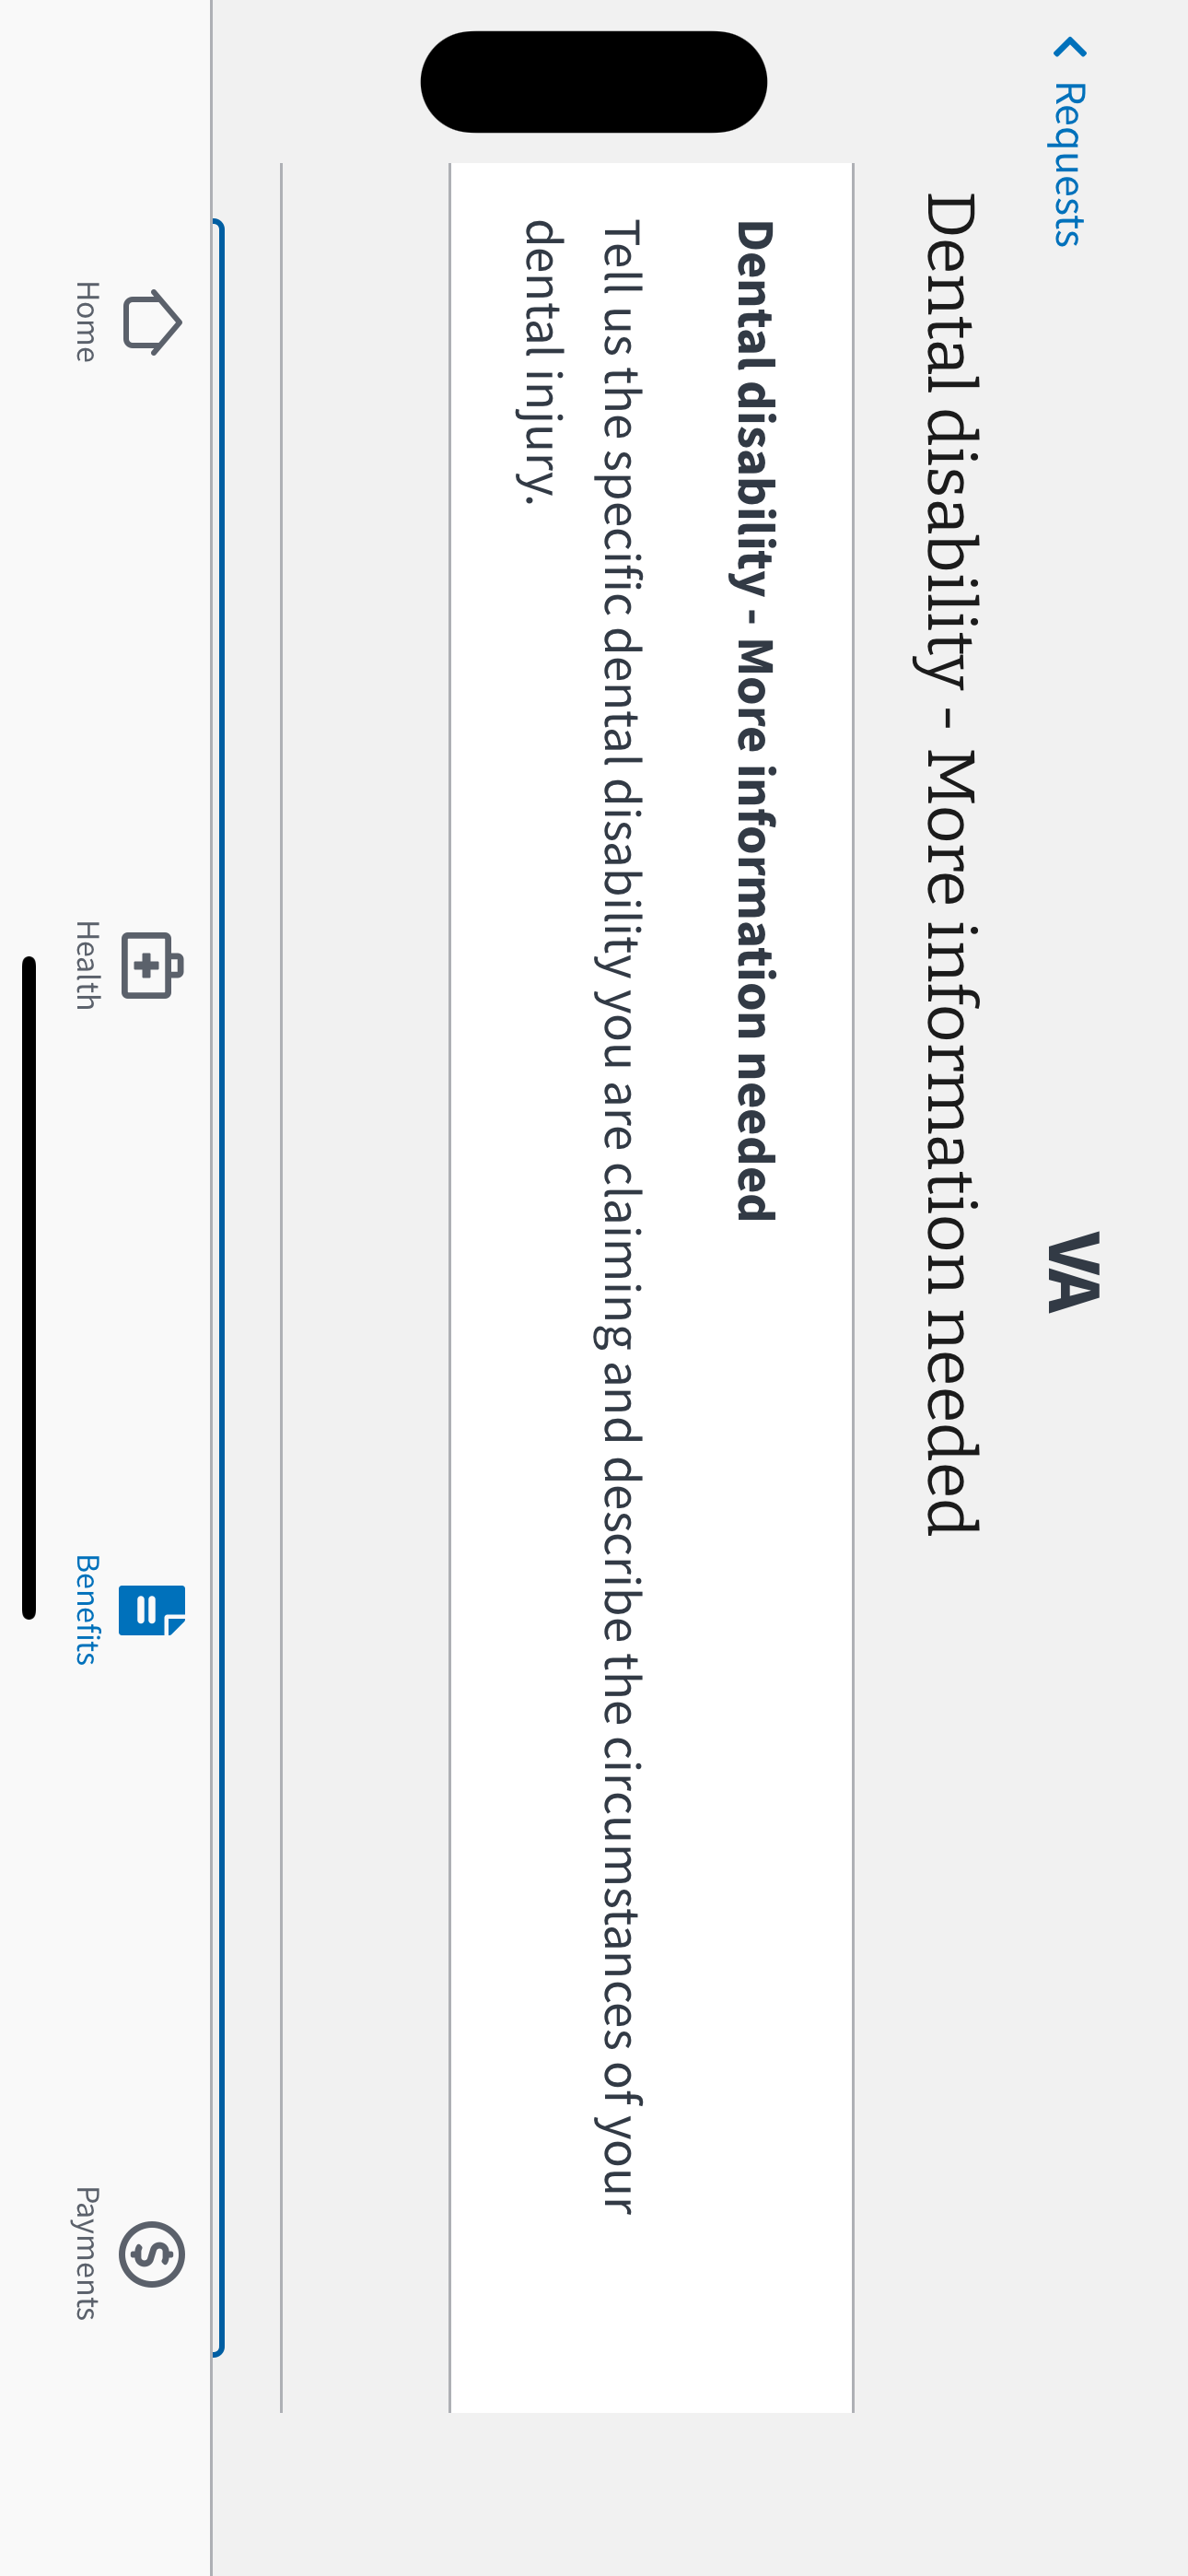 Requests
VA
Dental disability - More information needed
Dental disability - More information needed
Tell us the specific dental disability you are claiming and describe the circumstances of your
dental injury.
Home
Health
Benefits
Payments